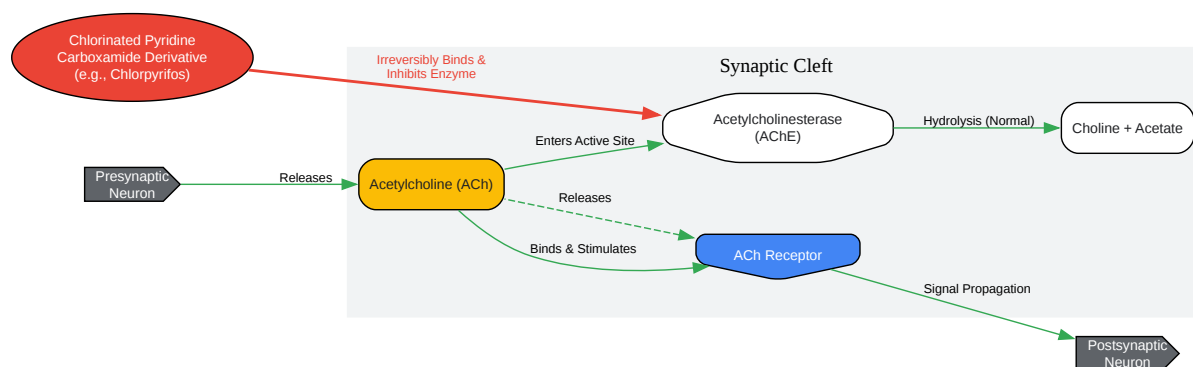 Chlorinated Pyridine
Carboxamide Derivative
(e.g., Chlorpyrifos)
Irreversibly Binds &
Inhibits Enzyme
Synaptic Cleft
Acetylcholinesterase
(AChE)
Hydrolysis (Normal)
Choline + Acetate
Enters Active Site
Presynaptic
Neuron
Releases
Acetylcholine (ACh)
Releases
Binds & Stimulates
ACh Receptor
Signal Propagation
Postsynaptic
Neuron